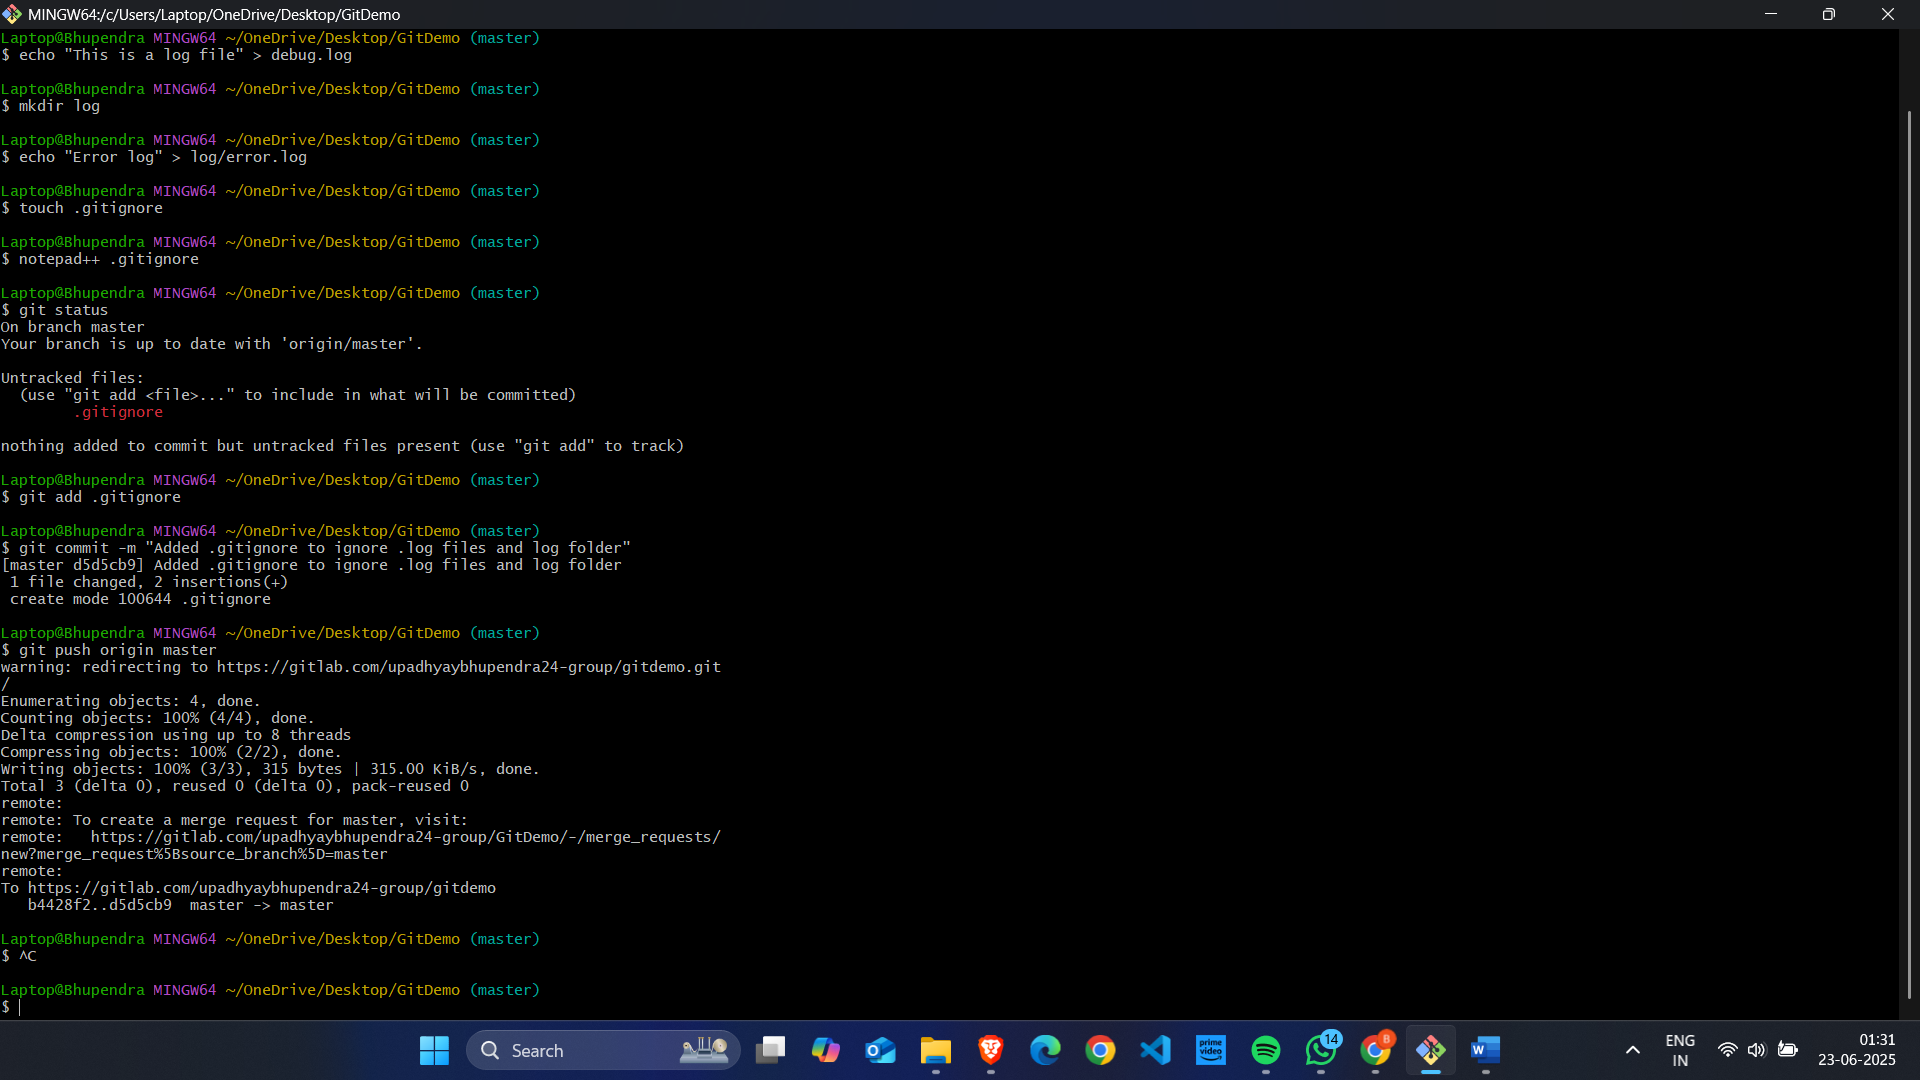 MINGW64:/c/Users/Laptop/OneDrive/Desktop/GitDemo
Laptop@Bhupendra MINGW64 ~/OneDrive/Desktop/GitDemo (master)
$ echo "This is a log file" > debug.log
Laptop@Bhupendra MINGW64 ~/OneDrive/Desktop/GitDemo (master)
$ mkdir log
Laptop@Bhupendra MINGW64 ~/OneDrive/Desktop/GitDemo (master)
$ echo "Error log" > log/error.log
Laptop@Bhupendra MINGW64 ~/OneDrive/Desktop/GitDemo (master)
$ touch .gitignore
Laptop@Bhupendra MINGW64 ~/OneDrive/Desktop/GitDemo (master)
$ notepad++ .gitignore
Laptop@Bhupendra MINGW64 ~/OneDrive/Desktop/GitDemo (master)
$ git status
On branch master
Your branch is up to date with 'origin/master'.
Untracked files:
  (use "git add <file>..." to include in what will be committed)
        .gitignore
nothing added to commit but untracked files present (use "git add" to track)
Laptop@Bhupendra MINGW64 ~/OneDrive/Desktop/GitDemo (master)
$ git add .gitignore
Laptop@Bhupendra MINGW64 ~/OneDrive/Desktop/GitDemo (master)
$ git commit -m "Added .gitignore to ignore .log files and log folder"
[master d5d5cb9] Added .gitignore to ignore .log files and log folder
 1 file changed, 2 insertions(+)
 create mode 100644 .gitignore
Laptop@Bhupendra MINGW64 ~/OneDrive/Desktop/GitDemo (master)
$ git push origin master
warning: redirecting to https://gitlab.com/upadhyaybhupendra24-group/gitdemo.git
/
Enumerating objects: 4, done.
Counting objects: 100% (4/4), done.
Delta compression using up to 8 threads
Compressing objects: 100% (2/2), done.
Writing objects: 100% (3/3), 315 bytes | 315.00 KiB/s, done.
Total 3 (delta 0), reused 0 (delta 0), pack-reused 0
remote:
remote: To create a merge request for master, visit:
remote:   https://gitlab.com/upadhyaybhupendra24-group/GitDemo/-/merge_requests/
new?merge_request%5Bsource_branch%5D=master
remote:
To https://gitlab.com/upadhyaybhupendra24-group/gitdemo
   b4428f2..d5d5cb9  master -> master
Laptop@Bhupendra MINGW64 ~/OneDrive/Desktop/GitDemo (master)
$ ^C
Laptop@Bhupendra MINGW64 ~/OneDrive/Desktop/GitDemo (master)
$
Search
prime video
14
B
W
ENG
IN
01:31
23-06-2025